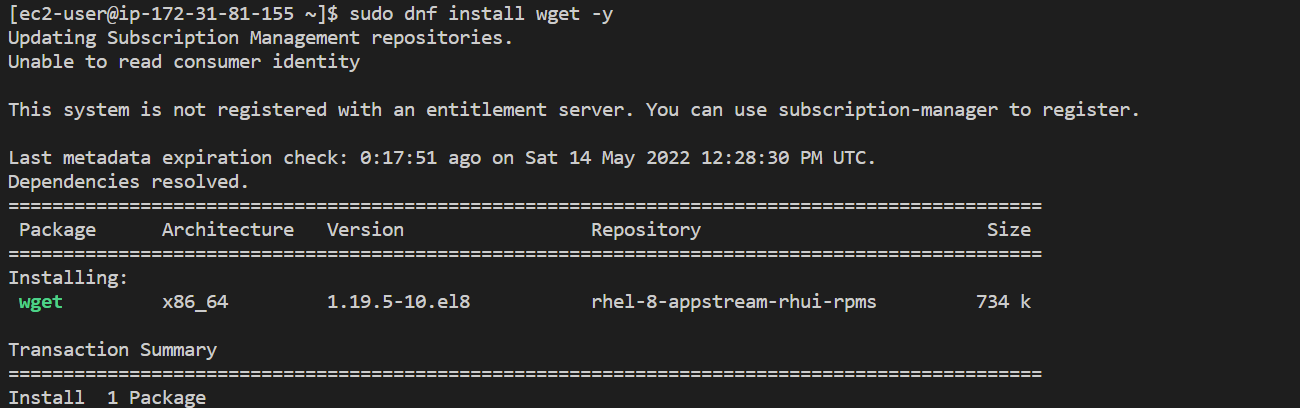 [ec2-user@ip-172-31-81-155 ~]$ sudo dnf install wget -y
Updating Subscription Management repositories.
Unable to read consumer identity
This system is not registered with an entitlement server. You can use subscription-manager to register.
Last metadata expiration check: 0:17:51 ago on Sat 14 May 2022 12:28:30 PM UTC.
Dependencies resolved.
==============================================================================================
Package Architecture Version Repository Size
==============================================================================================
Installing:
wget x86_64 1.19.5-10.el8 rhel-8-appstream-rhui-rpms 734 k
Transaction Summary
==============================================================================================
Install 1 Package